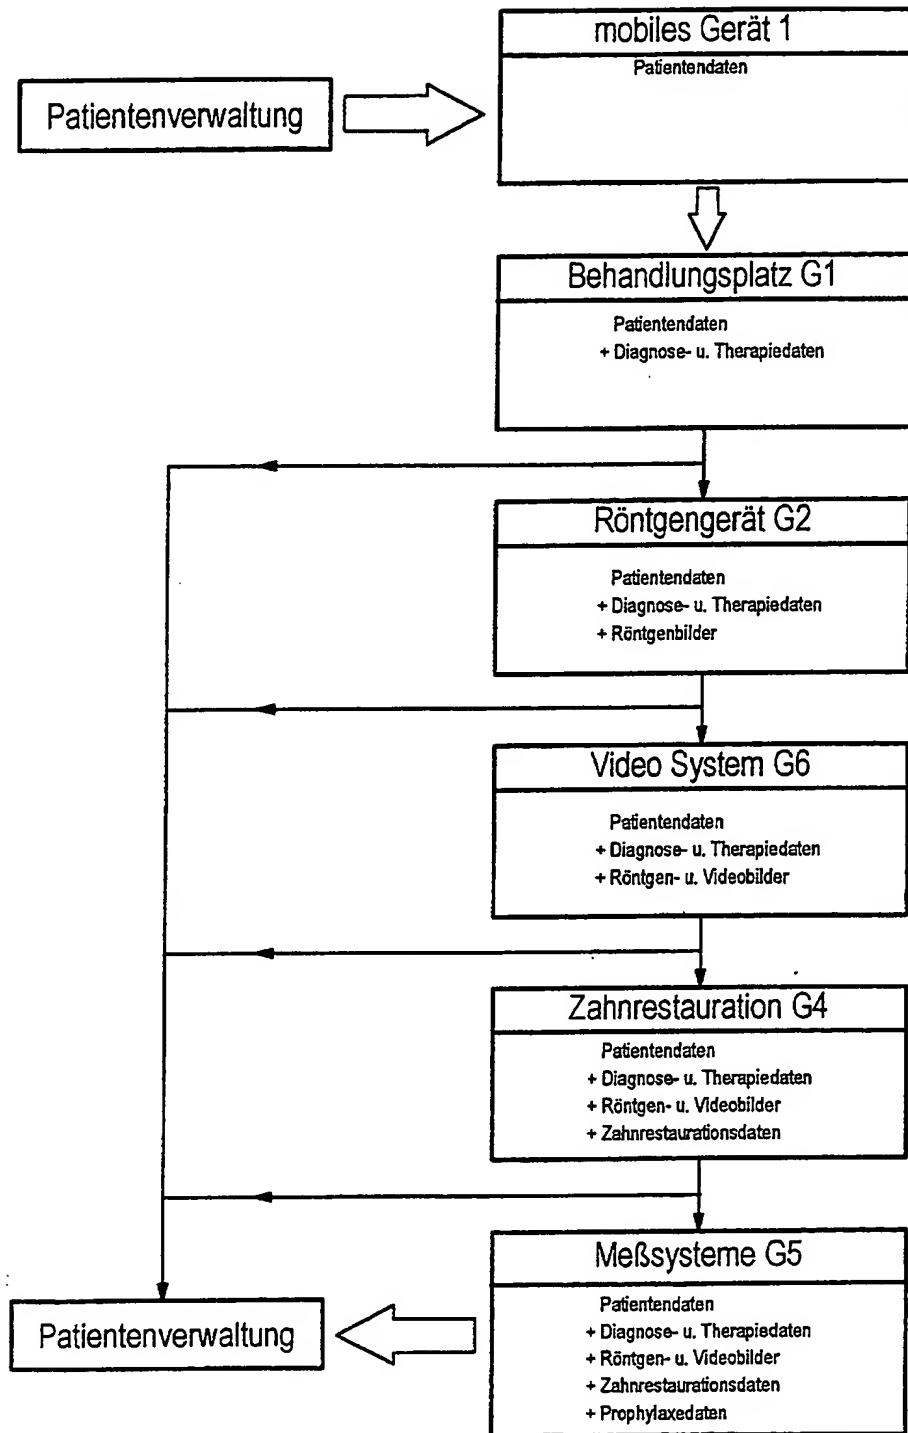 mobiles Gerät 1
Patientendaten
Patientenverwaltung
Behandlungsplatz G1
Patientendaten
+ Diagnose- u. Therapiedaten
Röntgengerät G2
Patientendaten
+ Diagnose- u. Therapiedaten
+ Röntgenbilder
Video System G6
Patientendaten
+ Diagnose- u. Therapiedaten
+ Röntgen- u. Videobilder
Zahnrestauration G4
Patientendaten
+ Diagnose- u. Therapiedaten
+ Röntgen- u. Videobilder
+ Zahnrestaurationsdaten
Meßsysteme G5
Patientendaten
+ Diagnose- u. Therapiedaten
+ Röntgen- u. Videobilder
+ Zahnrestaurationsdaten
+ Prophylaxedaten
Patientenverwaltung